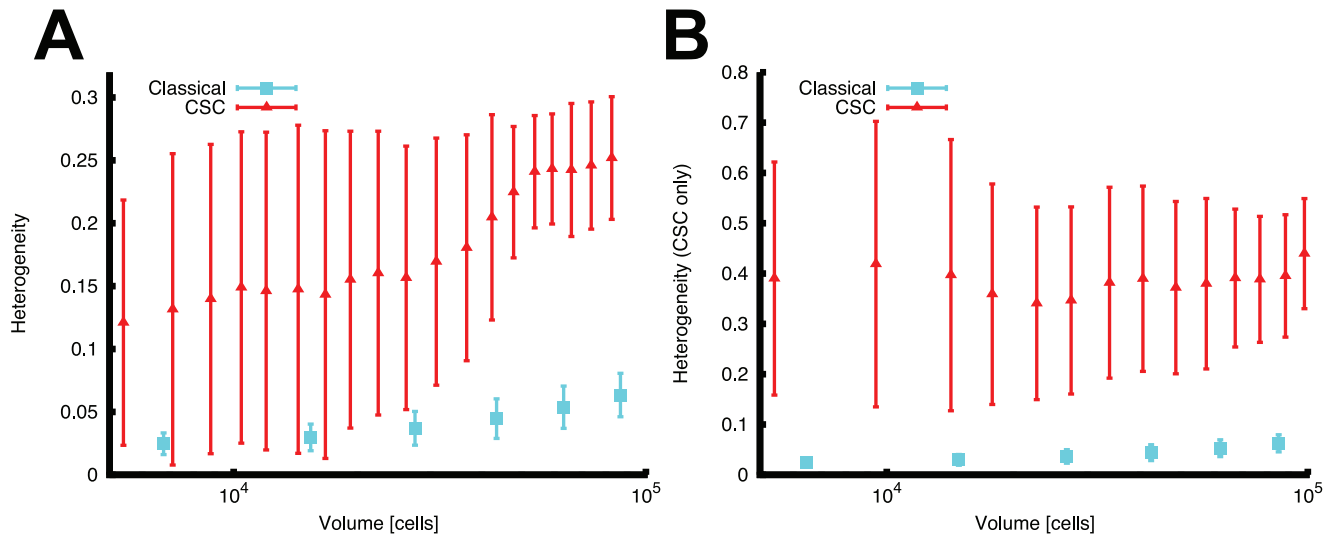 A
Classical
CSC
0.3
0.25
0.2
0.15
0.1
0.05
0
Heterogeneity
10^4
10^5
Volume [cells]
B
Classical
CSC
0.8
0.7
0.6
0.5
0.4
0.3
0.2
0.1
0
Heterogeneity (CSC only)
10^4
10^5
Volume [cells]